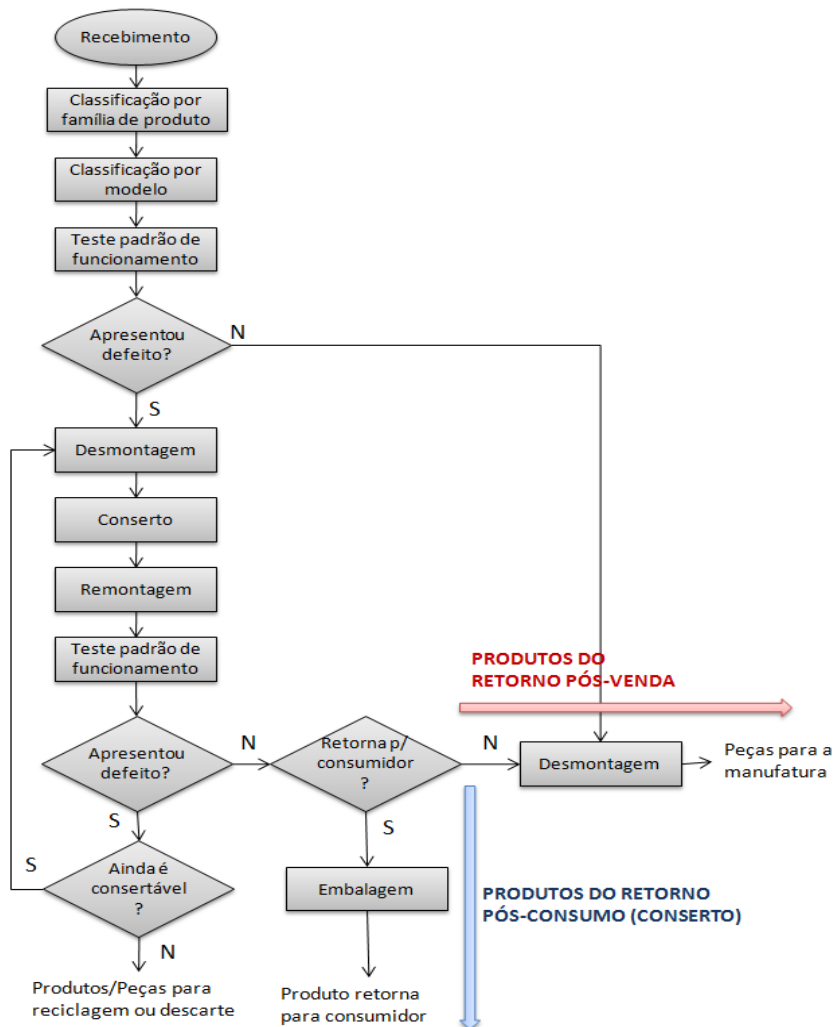 Recebimento
Classificação por
família de produto
Classificação por
modelo
Teste padrão de
funcionamento
Apresentou
defeito?
N
S
Desmontagem
Conserto
Remontagem
Teste padrão de
funcionamento
PRODUTOS DO
RETORNO PÓS-VENDA
Apresentou
defeito?
N
Retorna p/
consumidor
?
N
Desmontagem
Peças para a
manufatura
S
S
S
Ainda é
consertável
?
Embalagem
PRODUTOS DO RETORNO
PÓS-CONSUMO (CONSERTO)
N
Produtos/Peças para
reciclagem ou descarte
Produto retorna
para consumidor